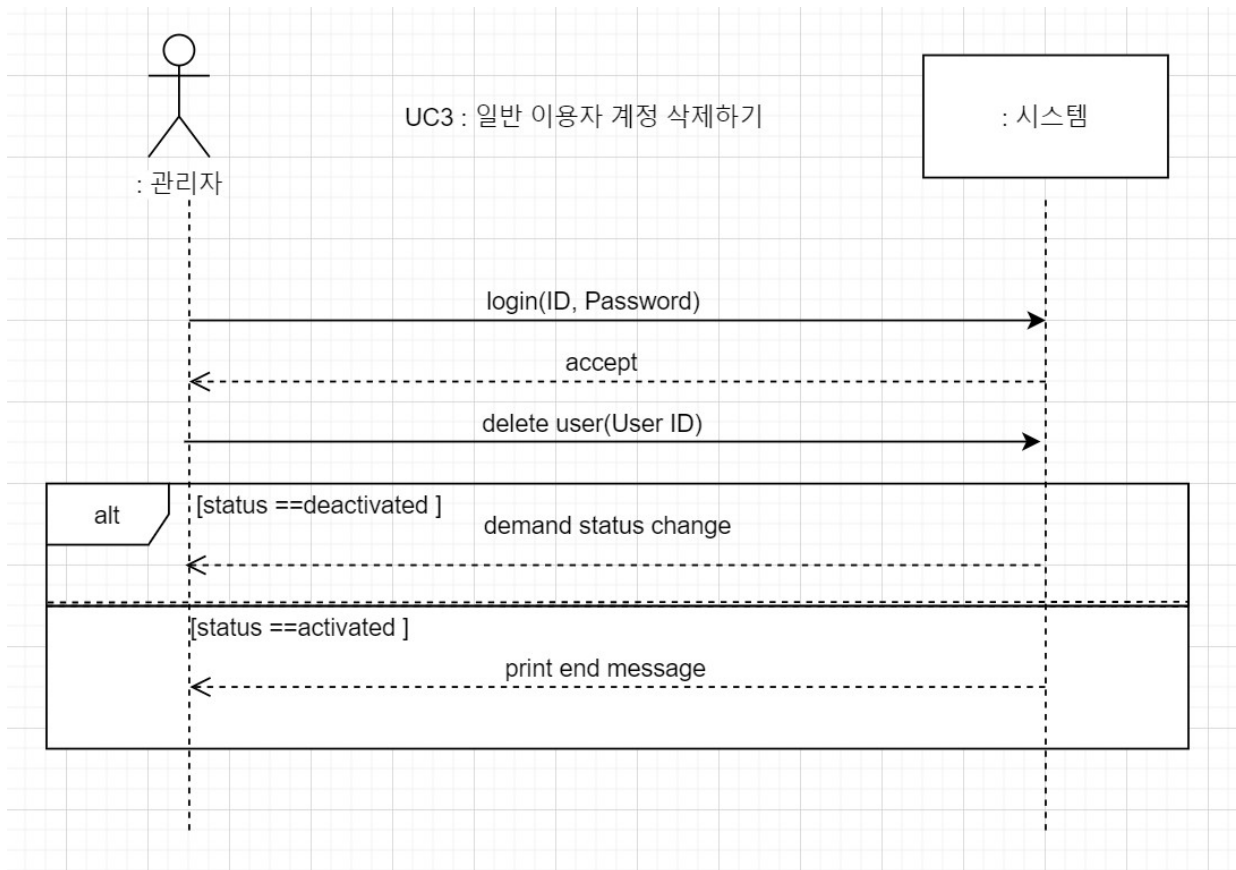 UC3 : 일반 이용자 계정 삭제하기
: 시스템
: 관리자
login(ID, Password)
accept
delete user(User ID)
alt
[status ==deactivated ]
demand status change
[status ==activated ]
print end message